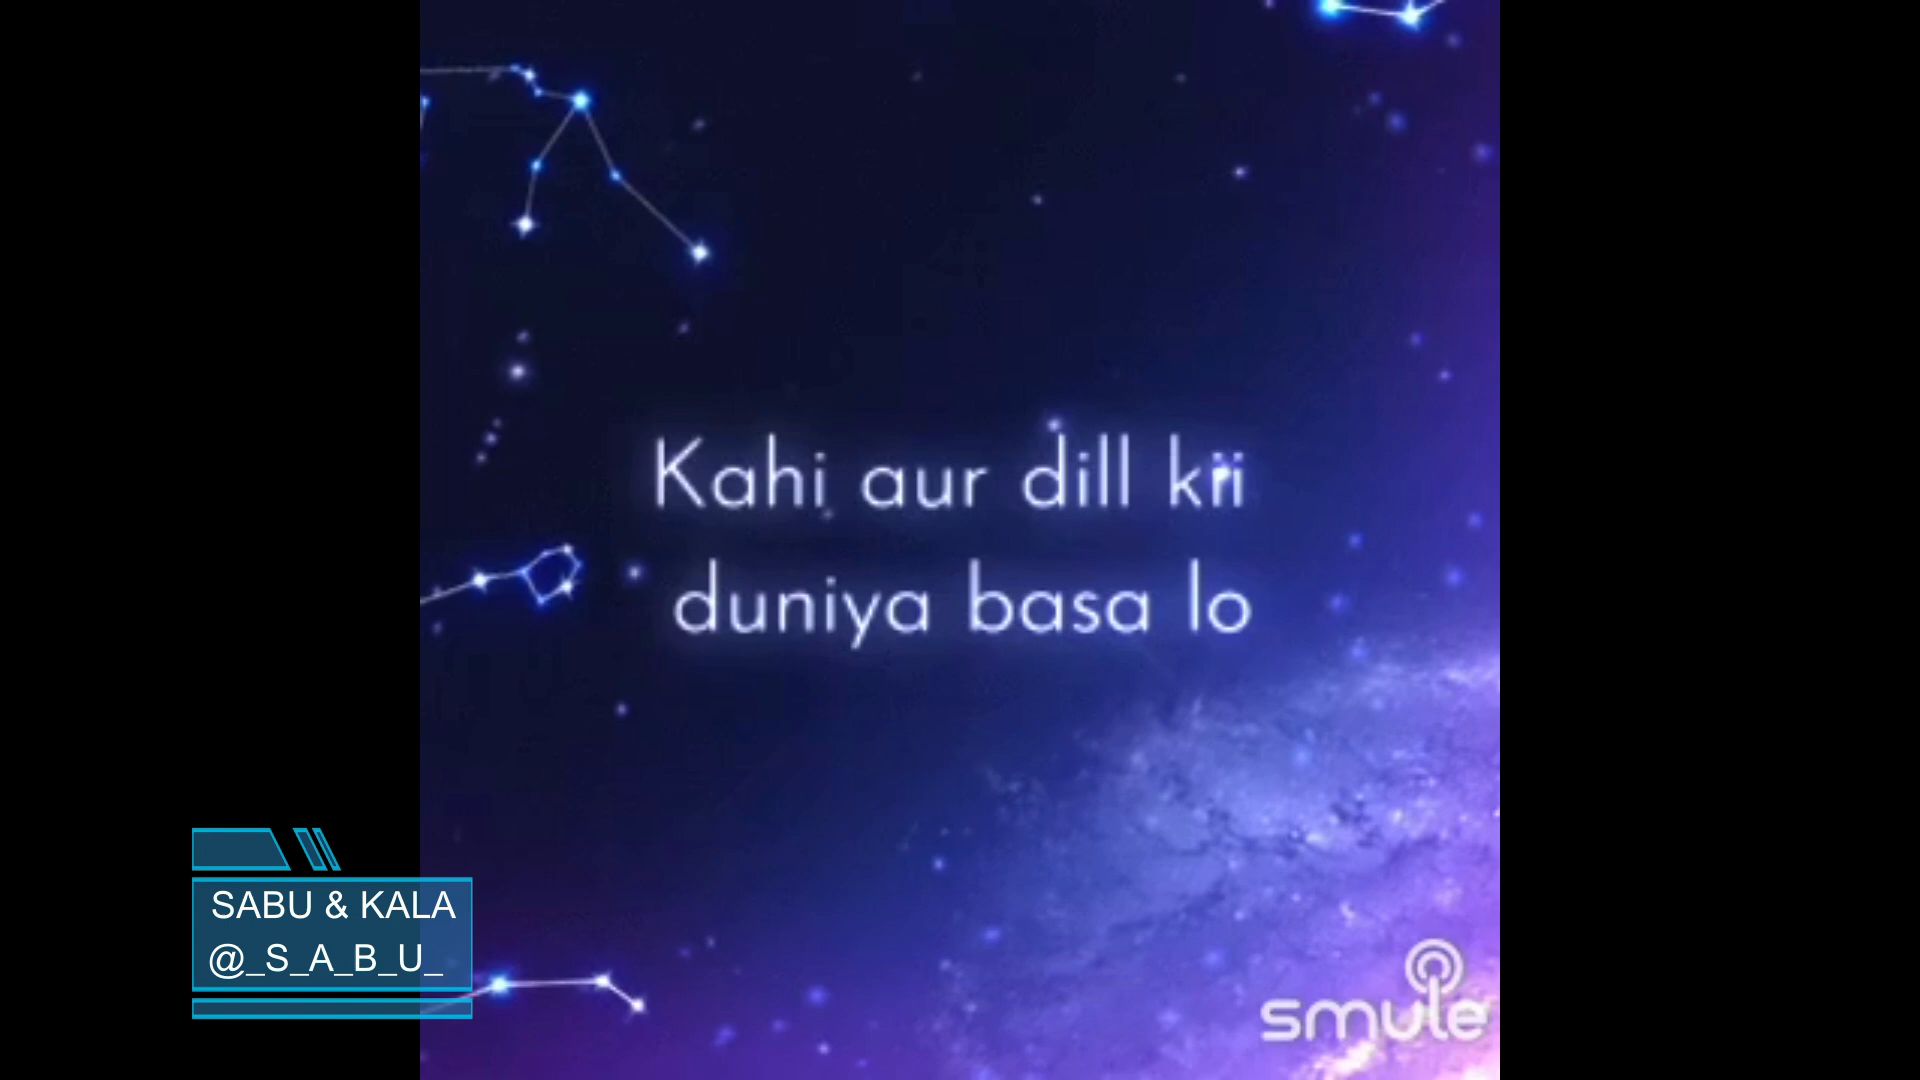 Kahi aur dill kii
duniya basa lo
SABU & KALA
@_S_A_B_U_
smule